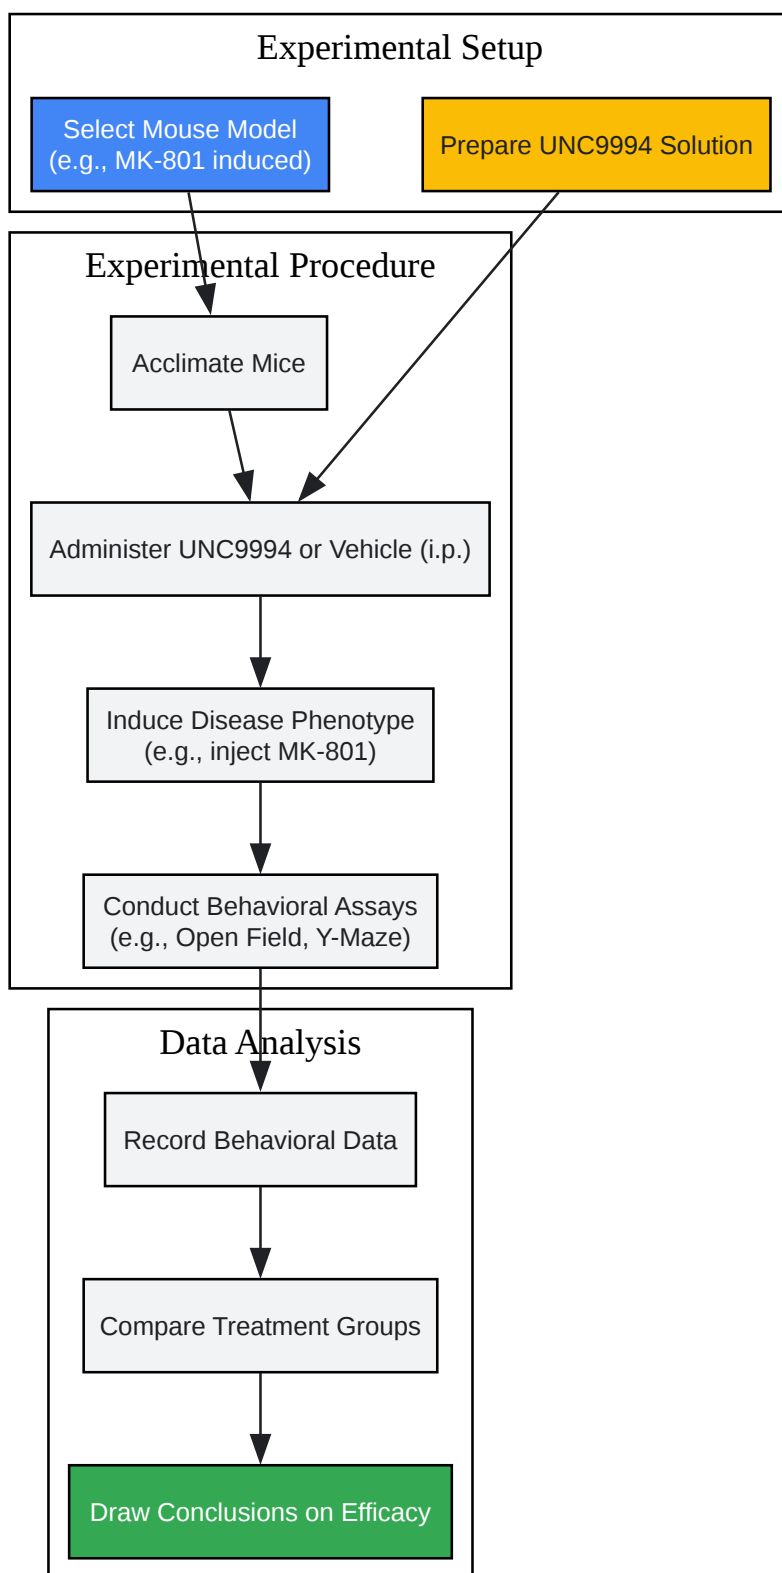 Experimental Setup
Select Mouse Model
(e.g., MK-801 induced)
Prepare UNC9994 Solution
Experimental Procedure
Acclimate Mice
Administer UNC9994 or Vehicle (i.p.)
Induce Disease Phenotype
(e.g., inject MK-801)
Conduct Behavioral Assays
(e.g., Open Field, Y-Maze)
Data Analysis
Record Behavioral Data
Compare Treatment Groups
Draw Conclusions on Efficacy